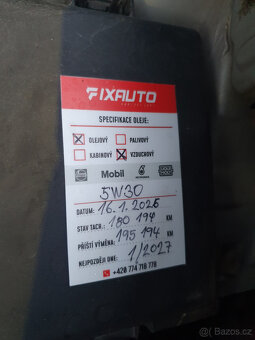 FIXAUTO
SPECIFIKACE OLEJE:
OLEJOVÝ PALIVOVÝ
KABINOVÝ VZDUCHOVÝ
Mobil
5W30
DATUM: 16.1.2026
STAV TACH.: 180 194 KM
PŘÍŠTÍ VÝMĚNA: 195 194 KM
NEJPOZDĚJI DNE: 1/2027
+420 774 718 778
Bazoš.cz